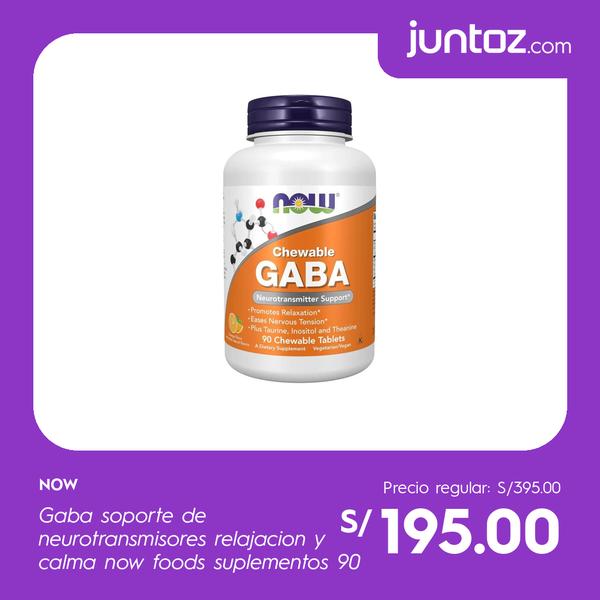 juntoz.com
NOW®
Chewable
GABA
Neurotransmitter Support*
•Promotes Relaxation*
•Eases Nervous Tension*
•Plus Taurine, Inositol and Theanine
90 Chewable Tablets
A Dietary Supplement Vegetarian/Vegan
K
NOW
Gaba soporte de
neurotransmisores relajacion y
calma now foods suplementos 90
Precio regular: S/395.00
S/195.00